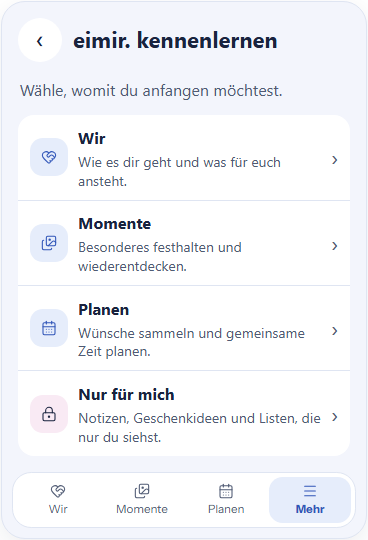 eimir. kennenlernen
Wähle, womit du anfangen möchtest.
Wir
Wie es dir geht und was für euch
ansteht.
Momente
Besonderes festhalten und
wiederentdecken.
Planen
Wünsche sammeln und gemeinsame
Zeit planen.
Nur für mich
Notizen, Geschenkideen und Listen, die
nur du siehst.
Wir Momente Planen Mehr